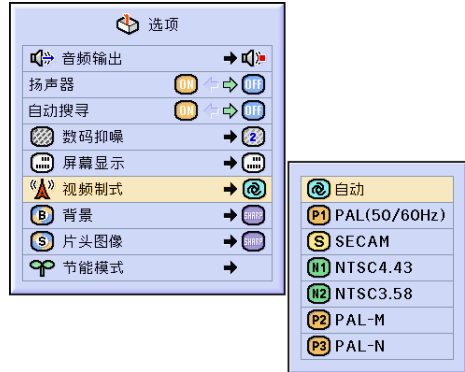 选项
音频输出
扬声器 ON OFF
自动搜寻 ON OFF
数码抑噪 2
屏幕显示
视频制式
背景 B SHARP
片头图像 S SHARP
节能模式
自动
P1 PAL(50/60Hz)
S SECAM
N1 NTSC4.43
N2 NTSC3.58
P2 PAL-M
P3 PAL-N